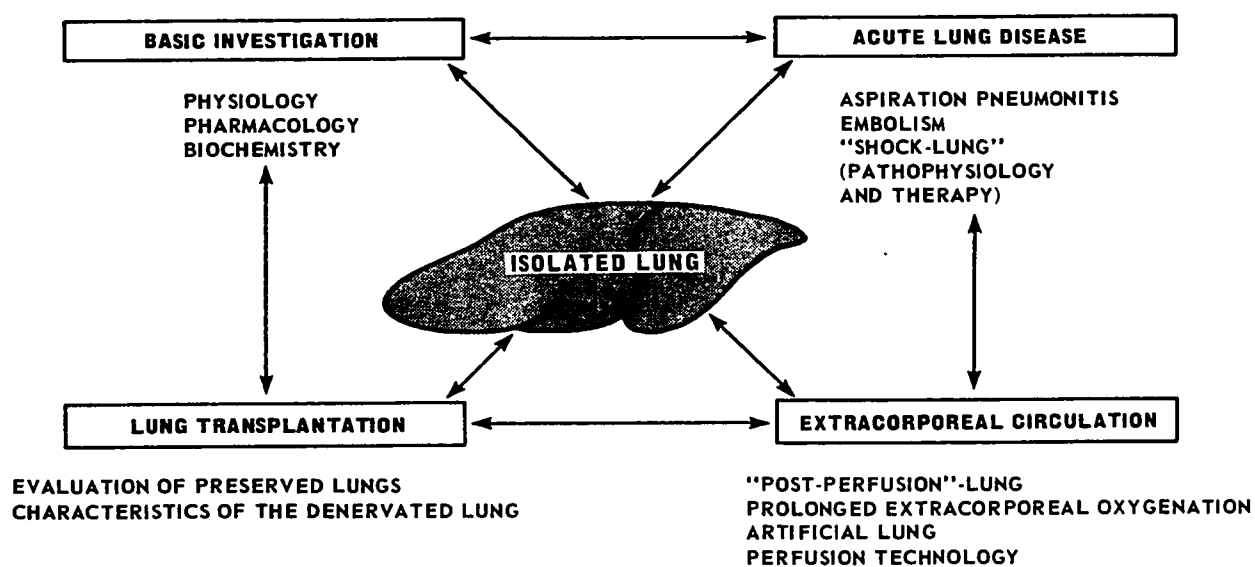 BASIC INVESTIGATION
ACUTE LUNG DISEASE
PHYSIOLOGY
PHARMACOLOGY
BIOCHEMISTRY
ASPIRATION PNEUMONITIS
EMBOLISM
"SHOCK-LUNG"
(PATHOPHYSIOLOGY
AND THERAPY)
ISOLATED LUNG
LUNG TRANSPLANTATION
EXTRACORPOREAL CIRCULATION
EVALUATION OF PRESERVED LUNGS
CHARACTERISTICS OF THE DENERVATED LUNG
"POST-PERFUSION"-LUNG
PROLONGED EXTRACORPOREAL OXYGENATION
ARTIFICIAL LUNG
PERFUSION TECHNOLOGY